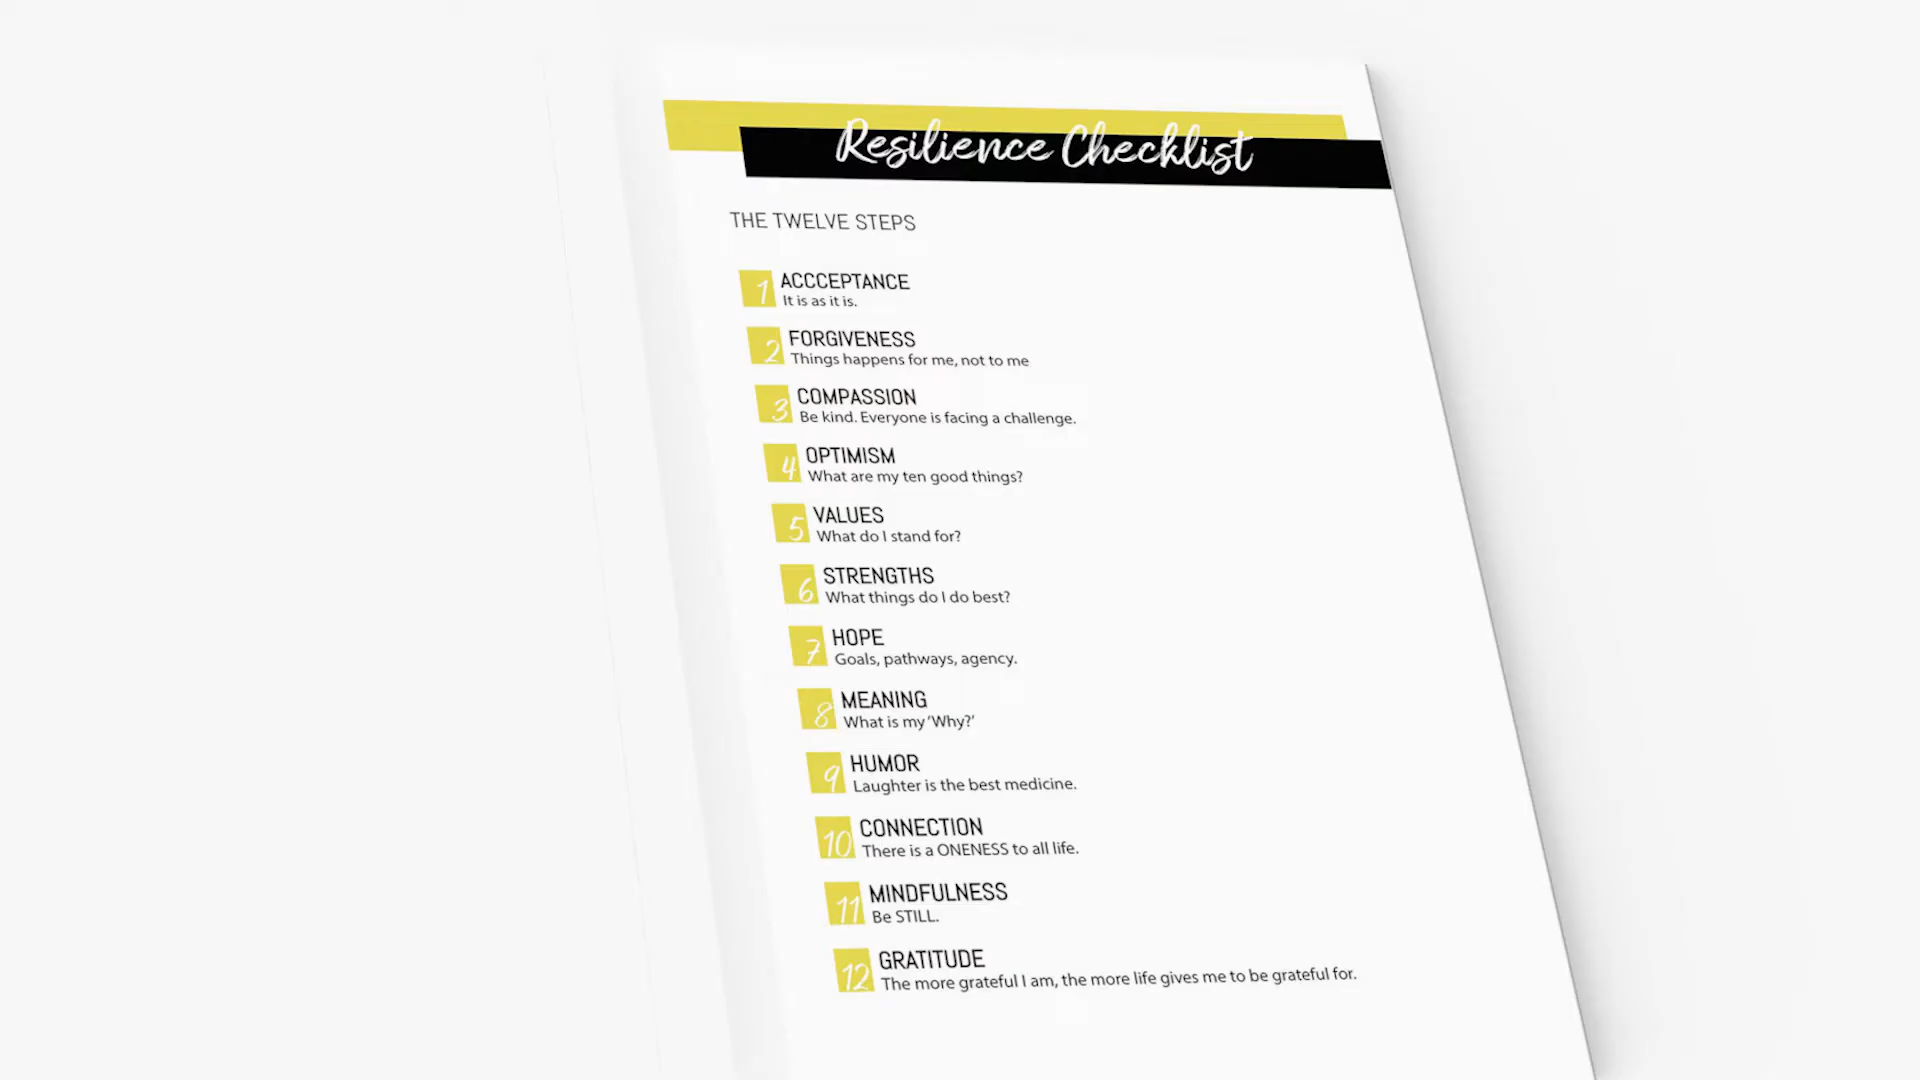 Resilience Checklist
THE TWELVE STEPS
1 ACCCEPTANCE
It is as it is.
2 FORGIVENESS
Things happens for me, not to me
3 COMPASSION
Be kind. Everyone is facing a challenge.
4 OPTIMISM
What are my ten good things?
5 VALUES
What do I stand for?
6 STRENGTHS
What things do I do best?
7 HOPE
Goals, pathways, agency.
8 MEANING
What is my ‘Why?’
9 HUMOR
Laughter is the best medicine.
10 CONNECTION
There is a ONENESS to all life.
11 MINDFULNESS
Be STILL.
12 GRATITUDE
The more grateful I am, the more life gives me to be grateful for.